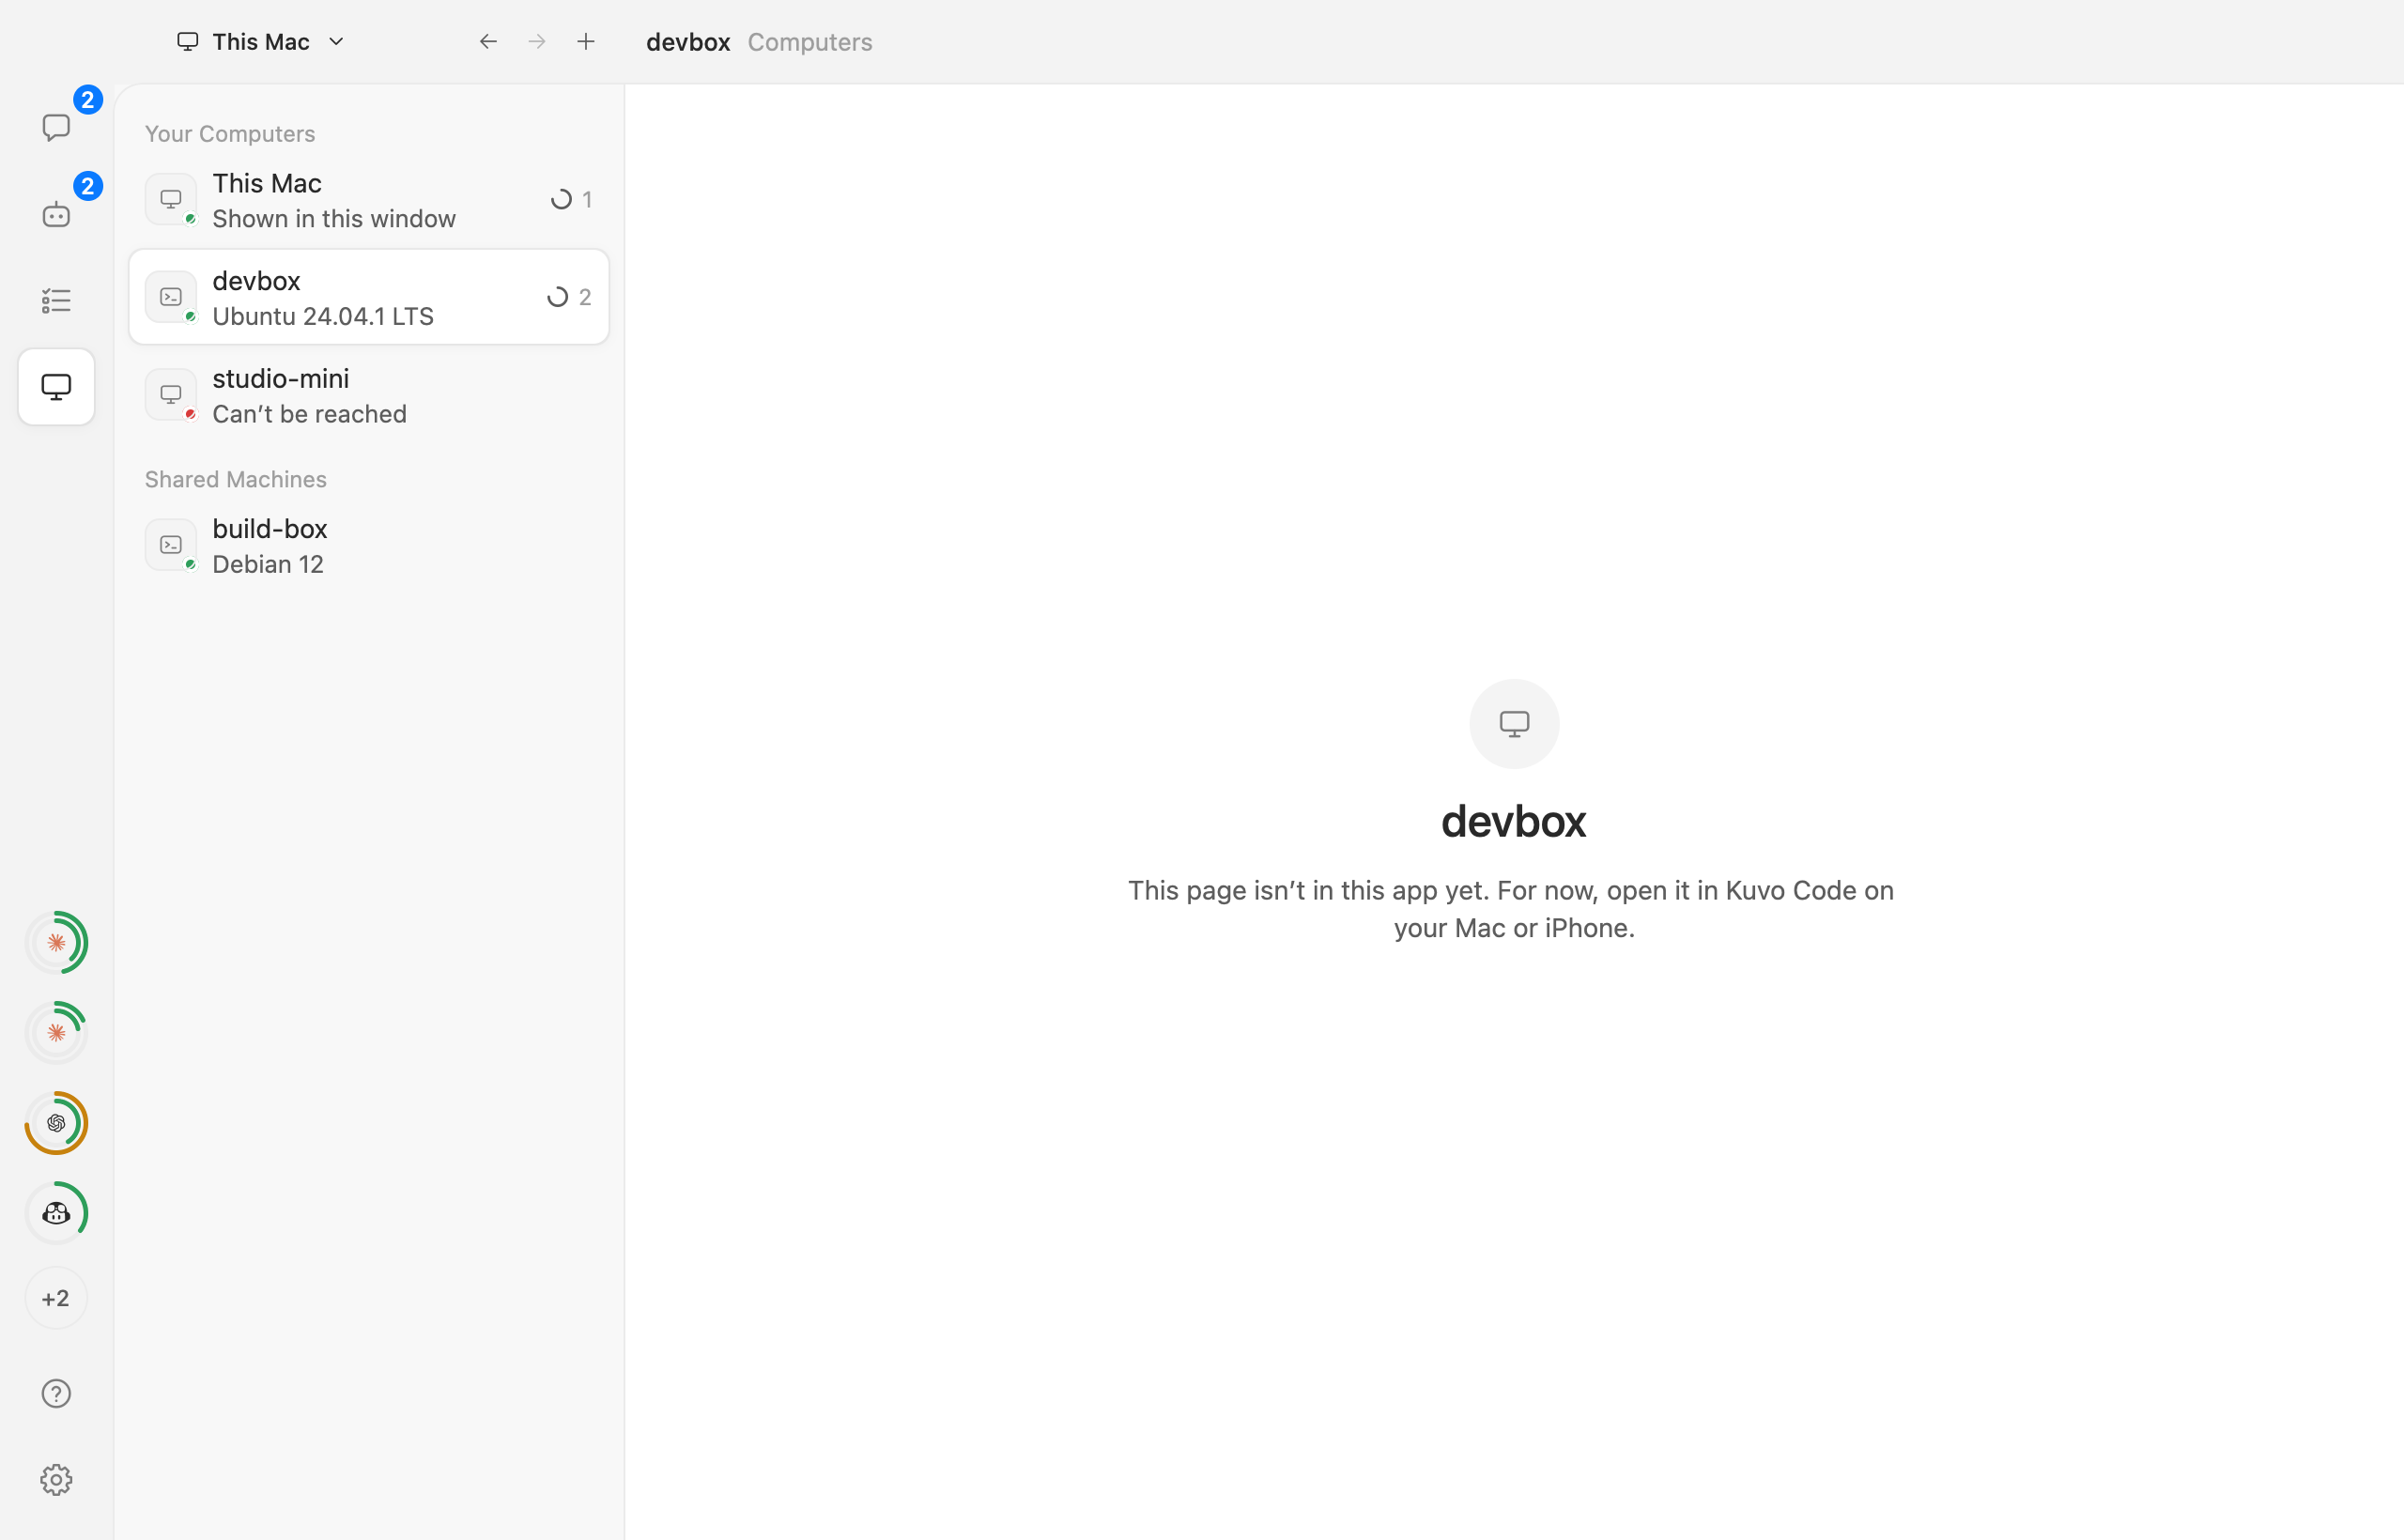 This Mac
devbox Computers
2
2
Your Computers
This Mac
Shown in this window
1
devbox
Ubuntu 24.04.1 LTS
2
studio-mini
Can’t be reached
Shared Machines
build-box
Debian 12
devbox
This page isn’t in this app yet. For now, open it in Kuvo Code on
your Mac or iPhone.
+2